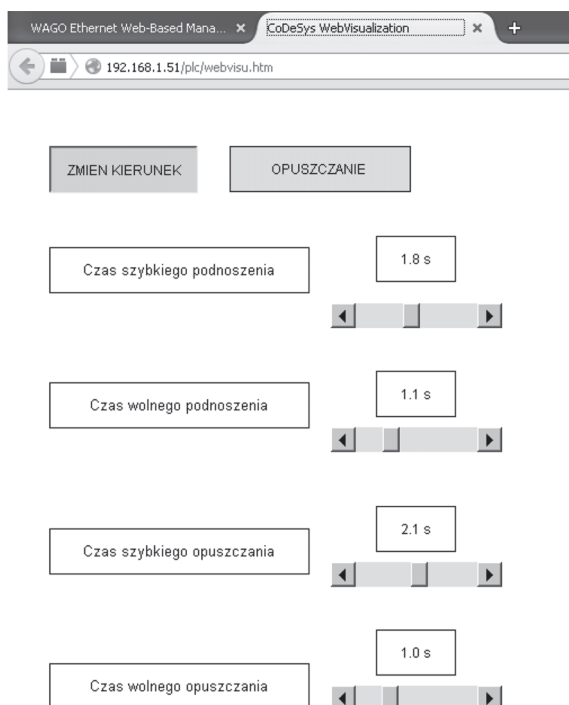 WAGO Ethernet Web-Based Mana... × CoDeSys WebVisualization × +
192.168.1.51/plc/webvisu.htm
ZMIEN KIERUNEK OPUSZCZANIE
Czas szybkiego podnoszenia 1.8 s
Czas wolnego podnoszenia 1.1 s
Czas szybkiego opuszczania 2.1 s
Czas wolnego opuszczania 1.0 s